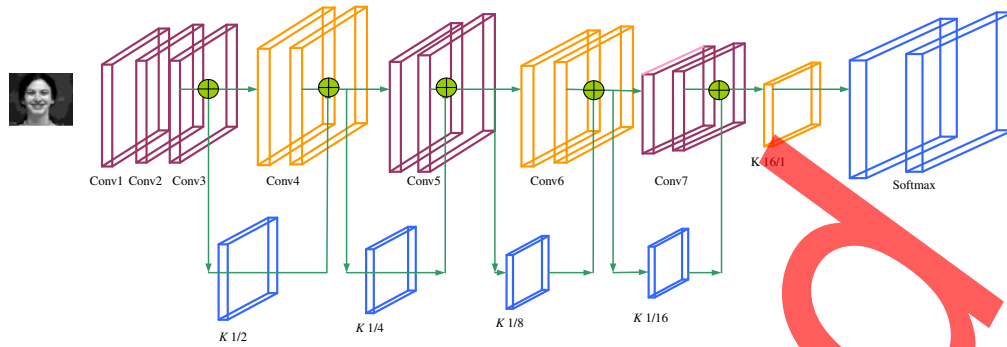 Conv1 Conv2 Conv3 Conv4 Conv5 Conv6 Conv7 K 16/1 Softmax
K 1/2 K 1/4 K 1/8 K 1/16